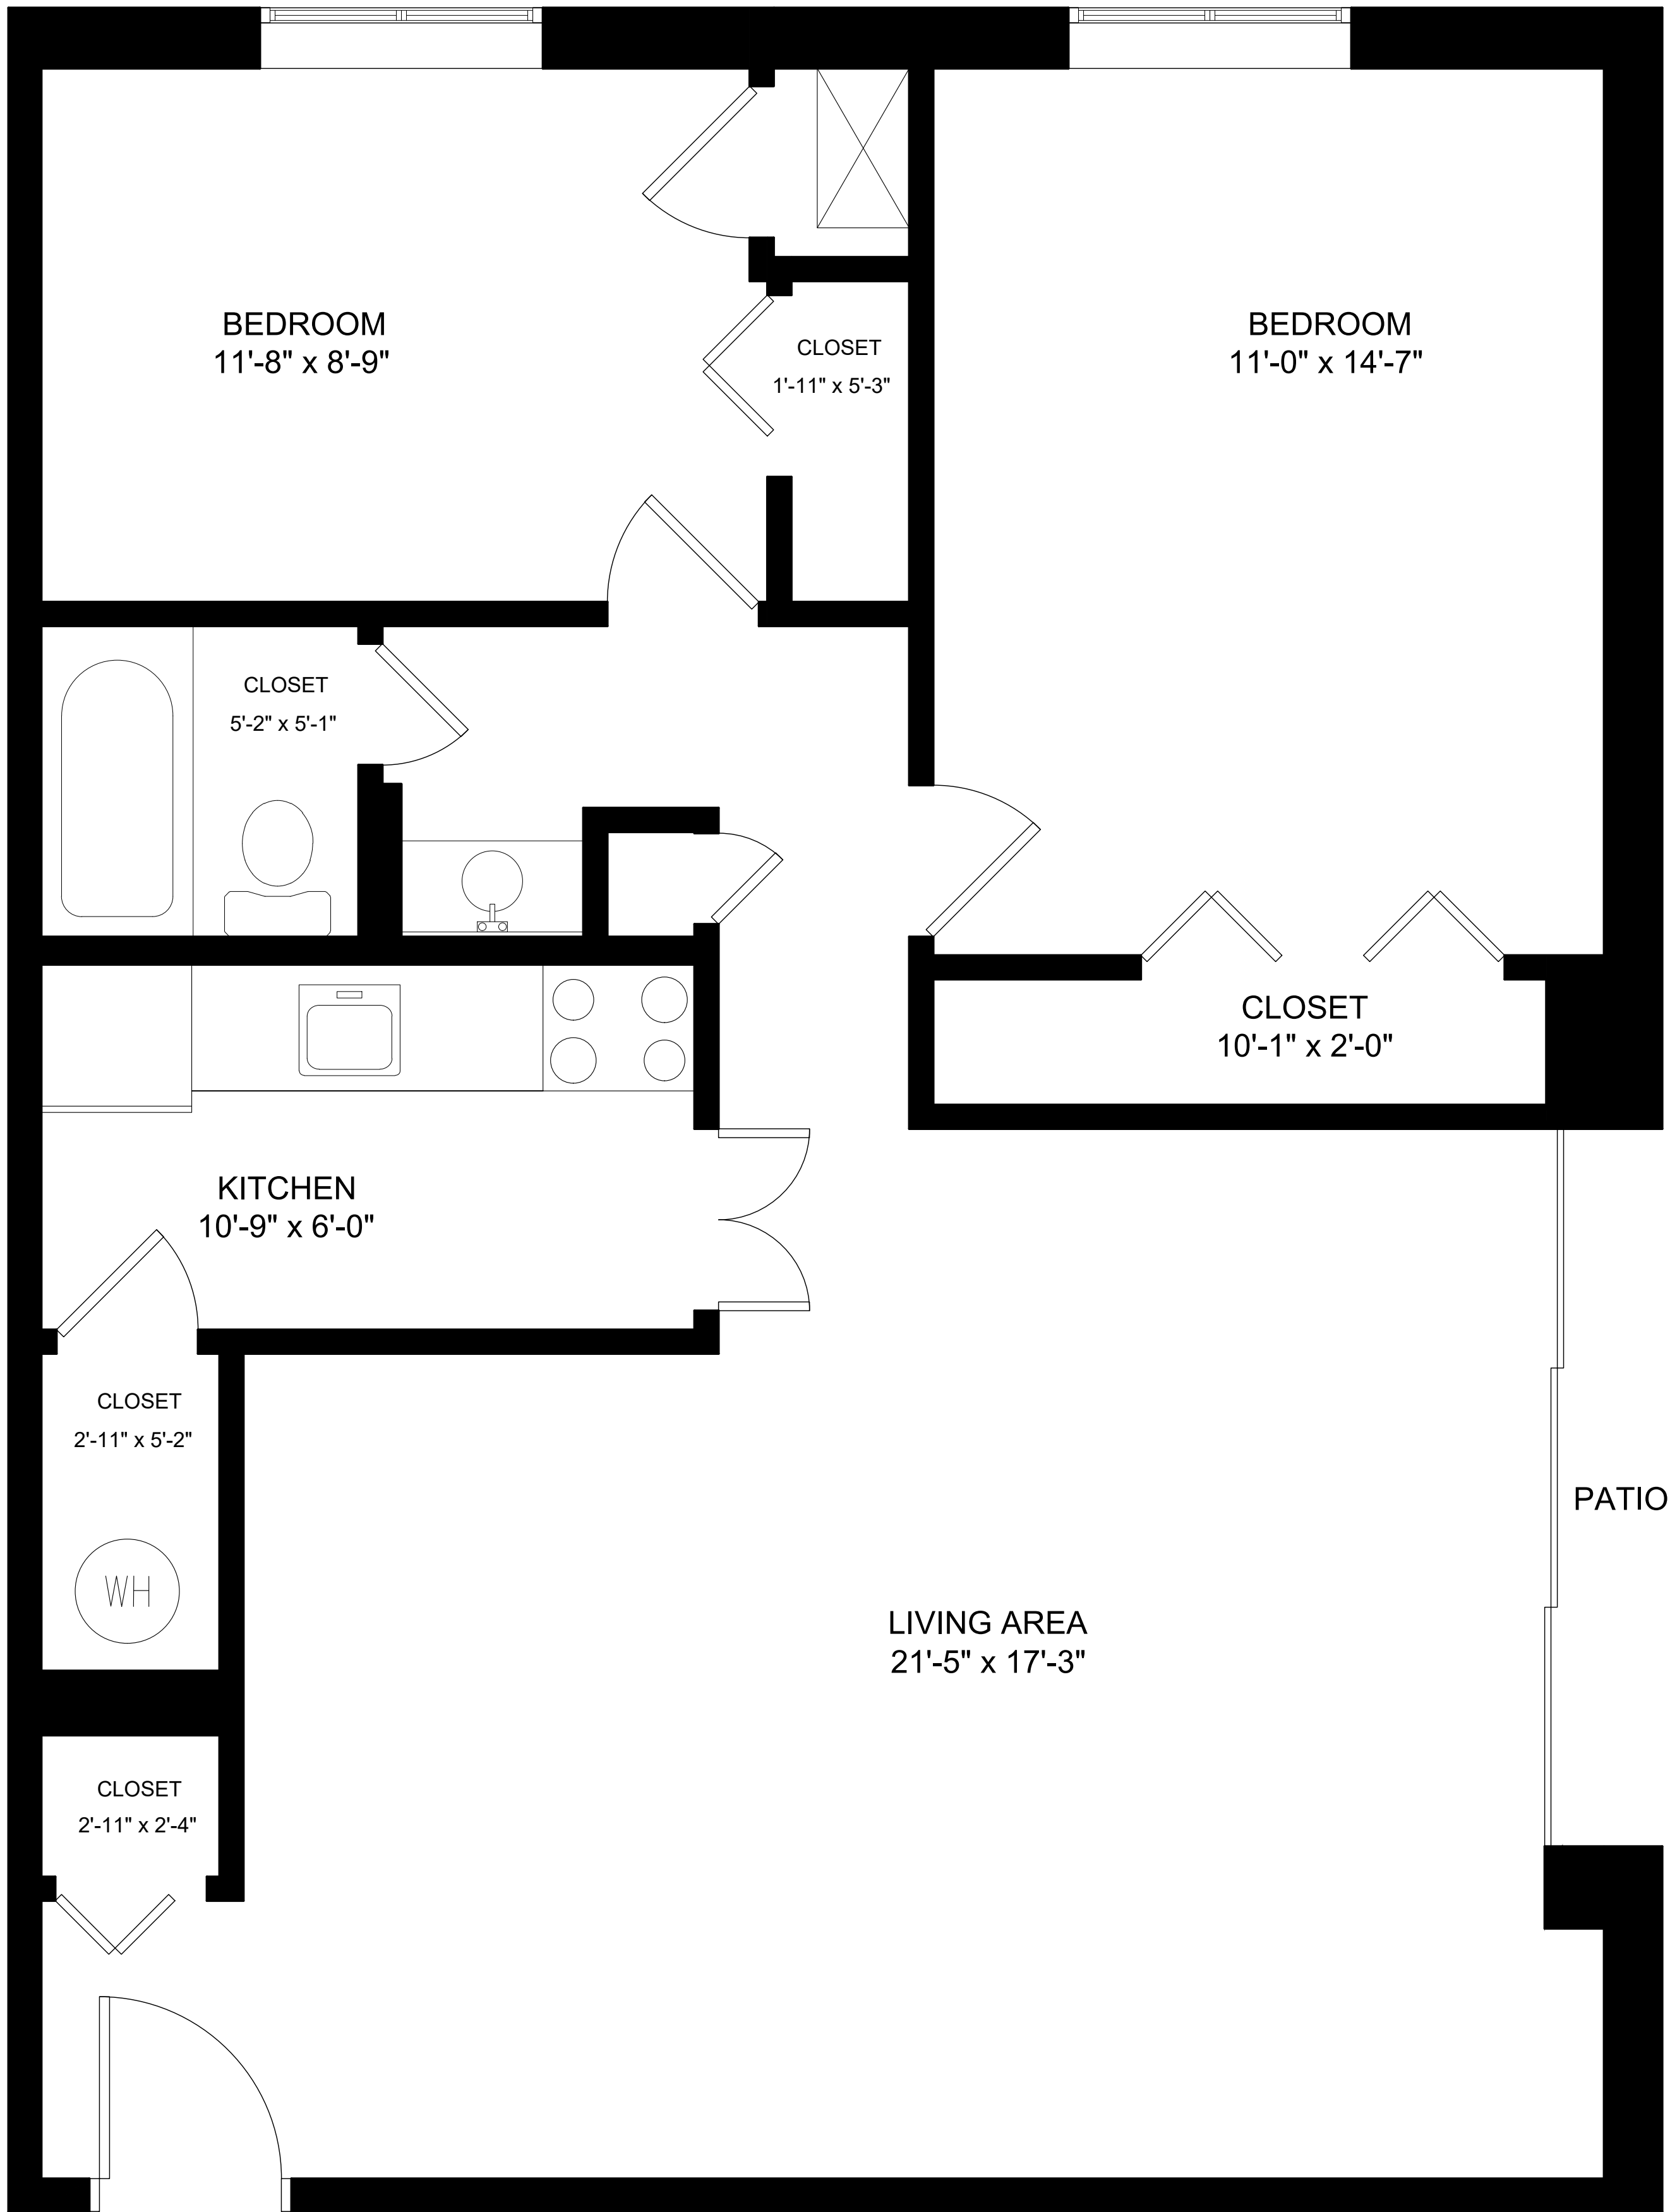 BEDROOM
11'-8" x 8'-9"
CLOSET
1'-11" x 5'-3"
BEDROOM
11'-0" x 14'-7"
CLOSET
5'-2" x 5'-1"
CLOSET
10'-1" x 2'-0"
KITCHEN
10'-9" x 6'-0"
CLOSET
2'-11" x 5'-2"
WH
PATIO
LIVING AREA
21'-5" x 17'-3"
CLOSET
2'-11" x 2'-4"